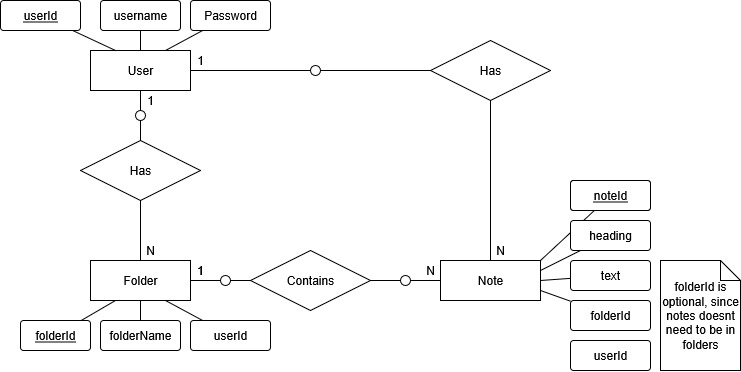 userId
username
Password
User
1
1
Has
Has
N
N
Folder
1
Contains
N
Note
noteId
heading
text
folderId
userId
folderId is
optional, since
notes doesnt
need to be in
folders
folderId
folderName
userId